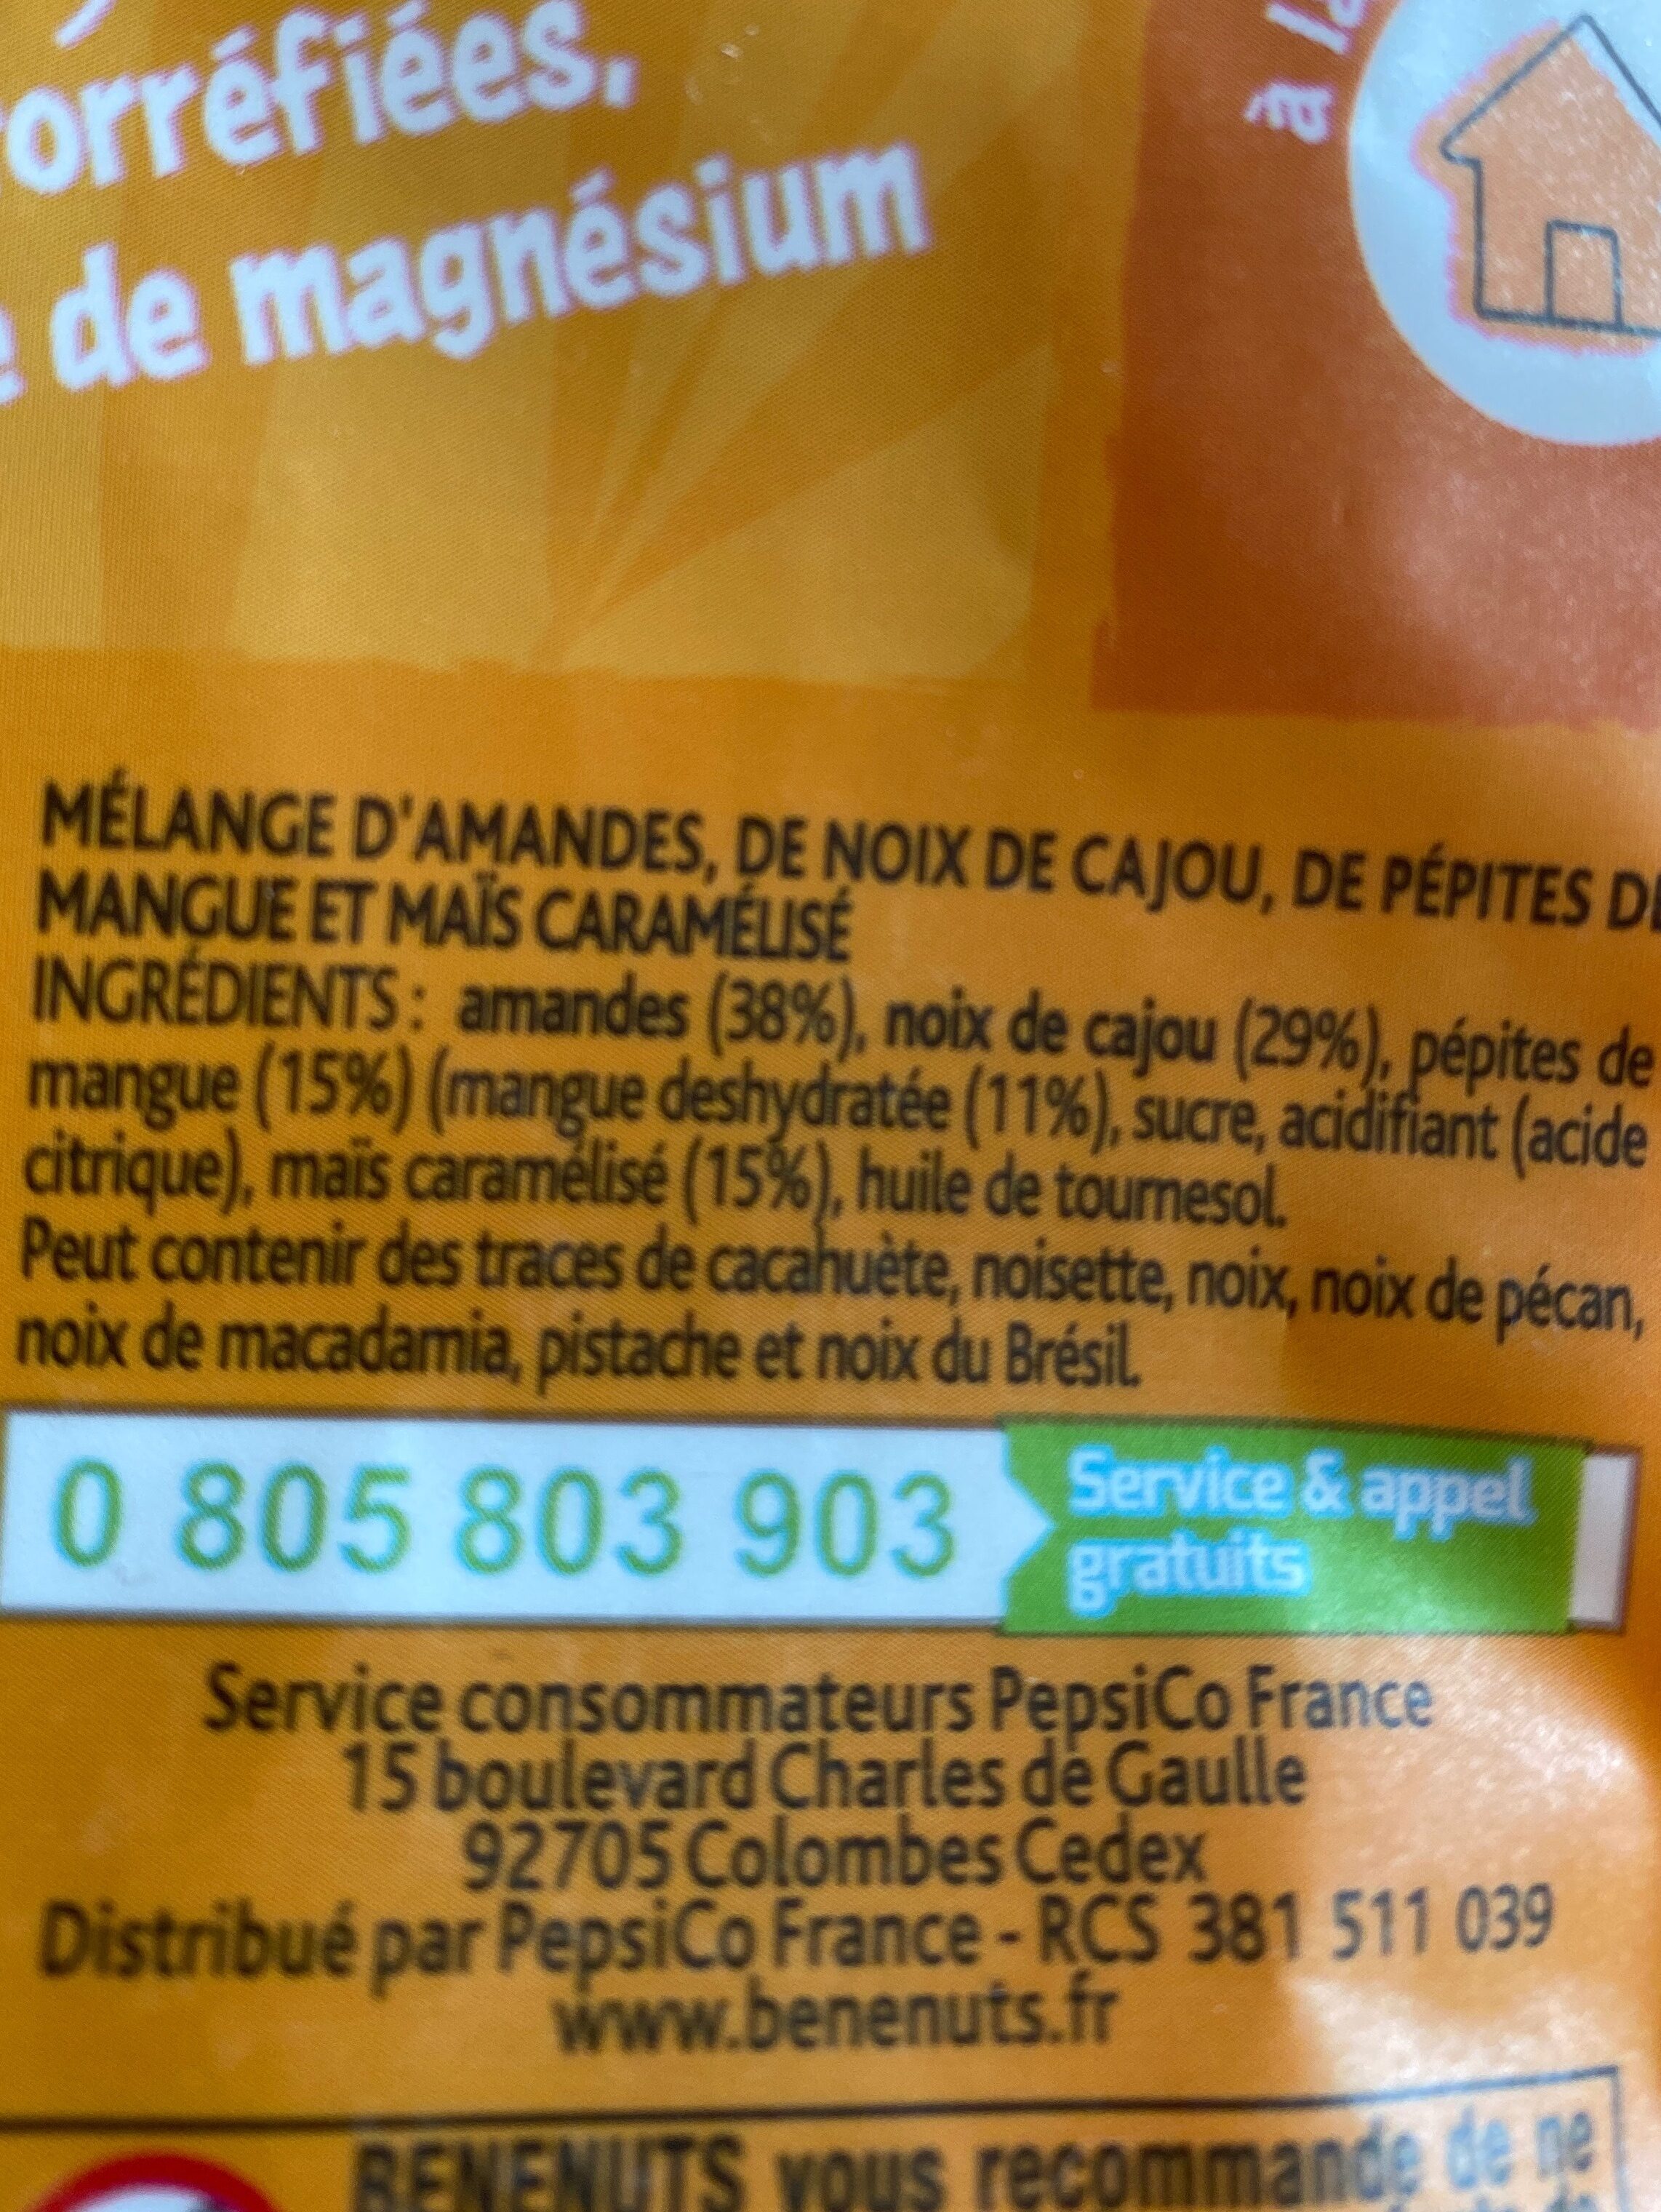 orréfiées,
de magnésium
à la
MÉLANGE D'AMANDES, DE NOIX DE CAJOU, DE PÉPITES DE
MANGUE ET MAÏS CARAMÉLISÉ
INGRÉDIENTS : amandes (38%), noix de cajou (29%), pépites de
mangue (15%) (mangue deshydratée (11%), sucre, acidifiant (acide
citrique), maïs caramélisé (15%), huile de tournesol.
Peut contenir des traces de cacahuète, noisette, noix, noix de pécan,
noix de macadamia, pistache et noix du Brésil.
0 805 803 903
Service & appel
gratuits
Service consommateurs PepsiCo France
15 boulevard Charles de Gaulle
92705 Colombes Cedex
Distribué par PepsiCo France - RCS 381 511 039
www.benenuts.fr
BENENUTS vous recommande de ne